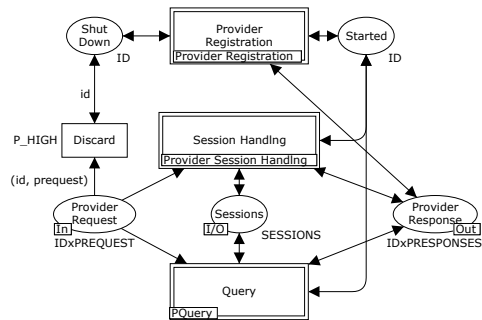 Shut
Down
ID
Provider
Registration
Provider Registration
Started
ID
id
P_HIGH
Discard
Session Handlng
Provider Session Handlng
(id, prequest)
Provider
Request
In
IDxPREQUEST
Sessions
I/O
SESSIONS
Provider
Response
Out
IDxPRESPONSES
Query
PQuery